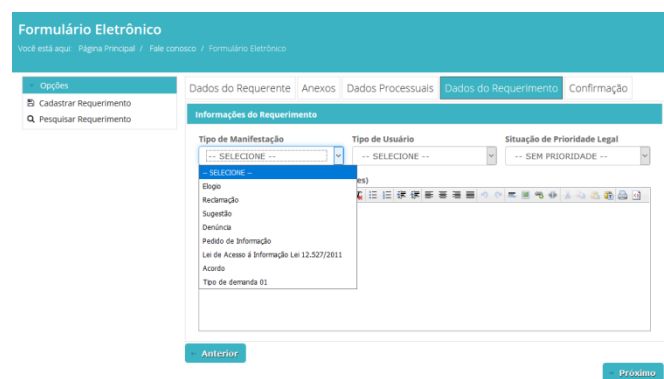 Formulário Eletrônico
Você está aqui: Página Principal / Fale conosco / Formulário Eletrônico
Opções
Cadastrar Requerimento
Pesquisar Requerimento
Dados do Requerente Anexos Dados Processuais Dados do Requerimento Confirmação
Informações do Requerimento
Tipo de Manifestação Tipo de Usuário Situação de Prioridade Legal
-- SELECIONE -- -- SELECIONE -- -- SEM PRIORIDADE --
-- SELECIONE --
Elogio
Reclamação
Sugestão
Denúncia
Pedido de Informação
Lei de Acesso á Informação Lei 12.527/2011
Acordo
Tipo de demanda 01
es)
Anterior
Próximo